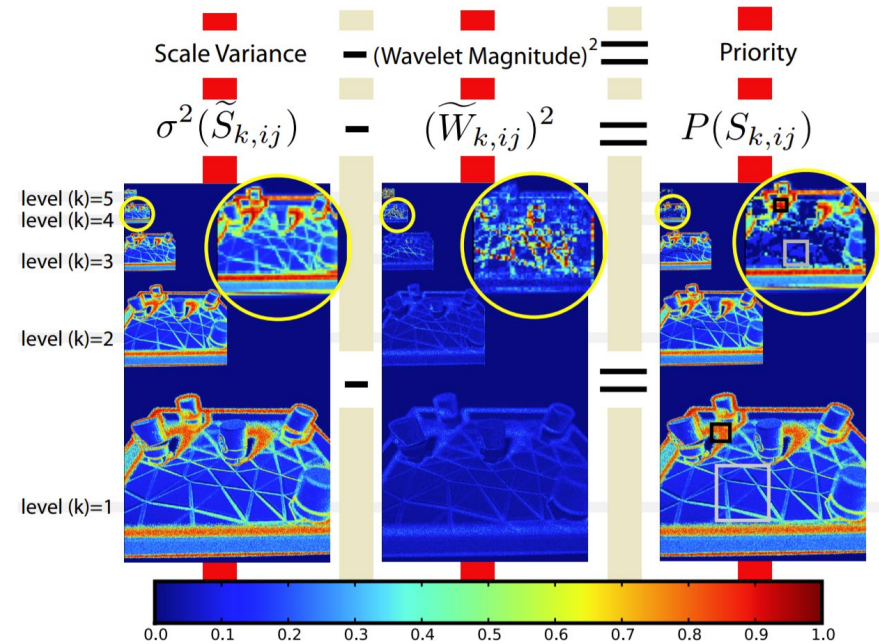 Scale Variance - (Wavelet Magnitude)² = Priority
σ²(S̃ₖ,ᵢⱼ) - (W̃ₖ,ᵢⱼ)² = P(Sₖ,ᵢⱼ)
level (k)=5
level (k)=4
level (k)=3
level (k)=2
- =
level (k)=1
0.0 0.1 0.2 0.3 0.4 0.5 0.6 0.7 0.8 0.9 1.0